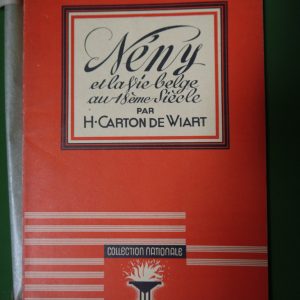 Nény
et la Vie belge
au 18ème Siècle
PAR
H·CARTON DE WIART
COLLECTION NATIONALE